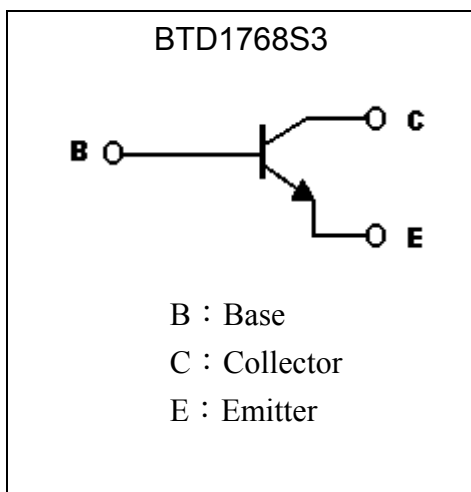 BTD1768S3
C
B
E
B：Base
C：Collector
E：Emitter